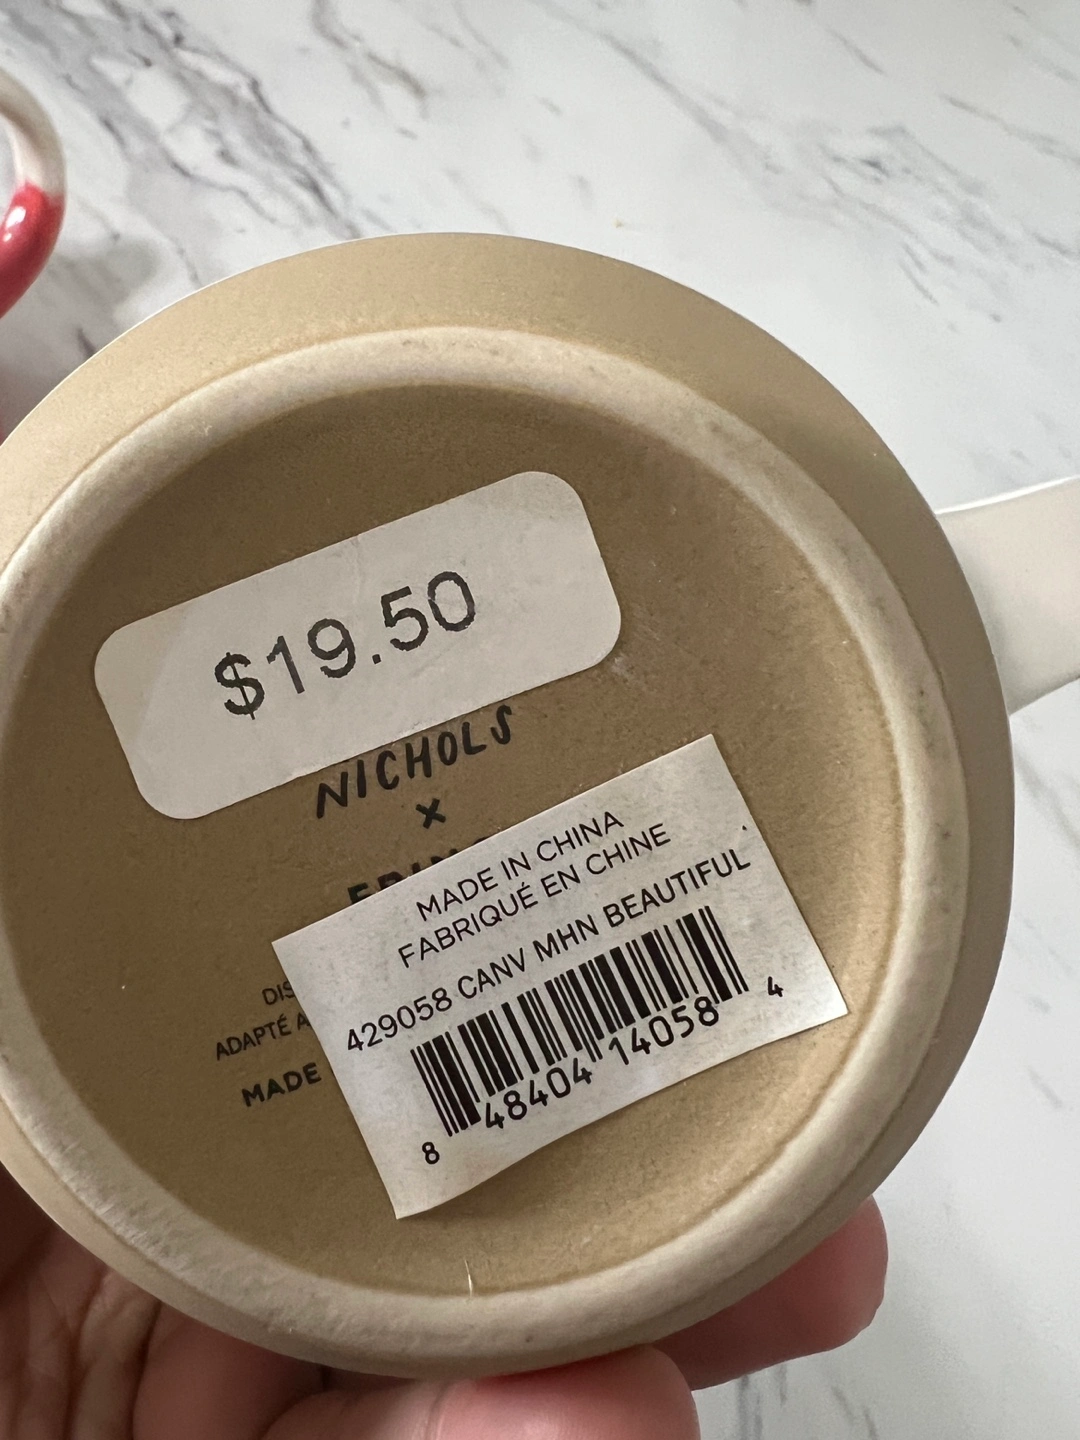 $19.50
NICHOLS
x
MADE IN CHINA
FABRIQUÉ EN CHINE
429058 CANV MHN BEAUTIFUL
8 48404 14058 4
ADAPTÉ
MADE